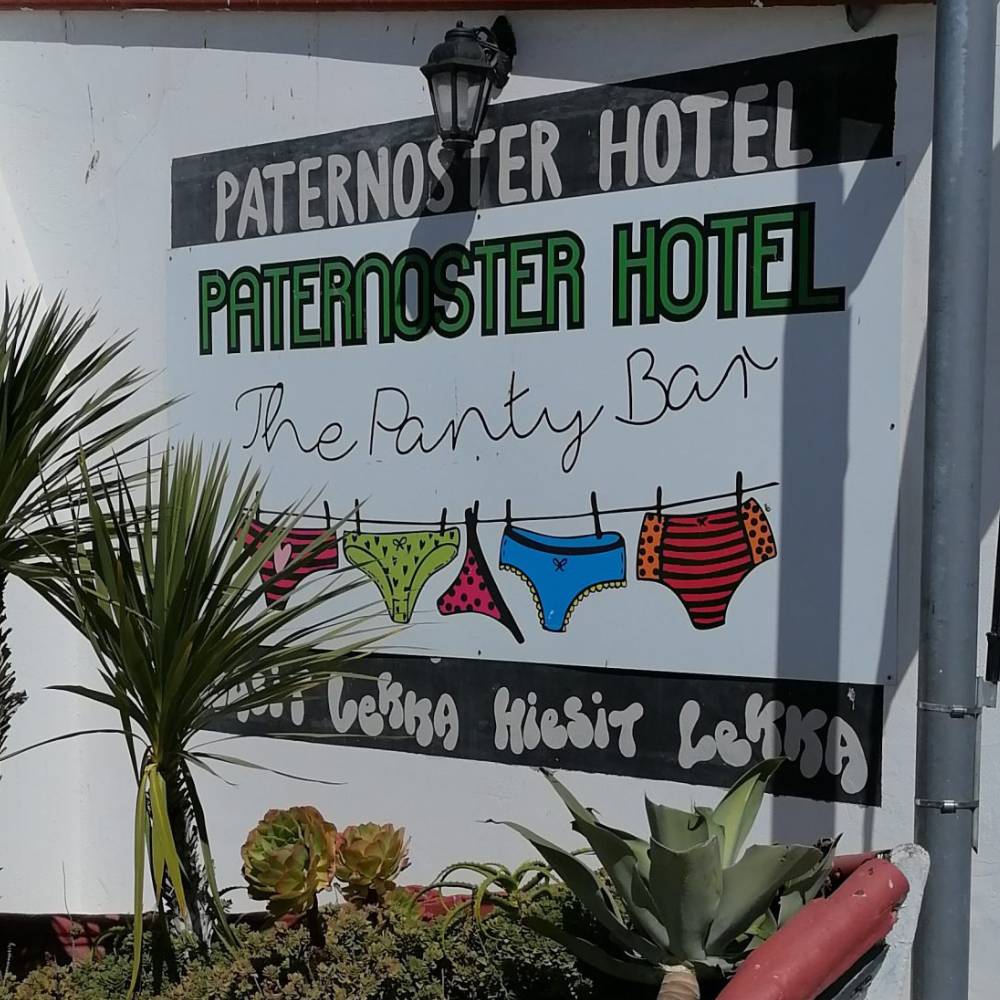 PATERNOSTER HOTEL
PATERNOSTER HOTEL
The Panty Bar
LeKKA HieSiT LeKKA